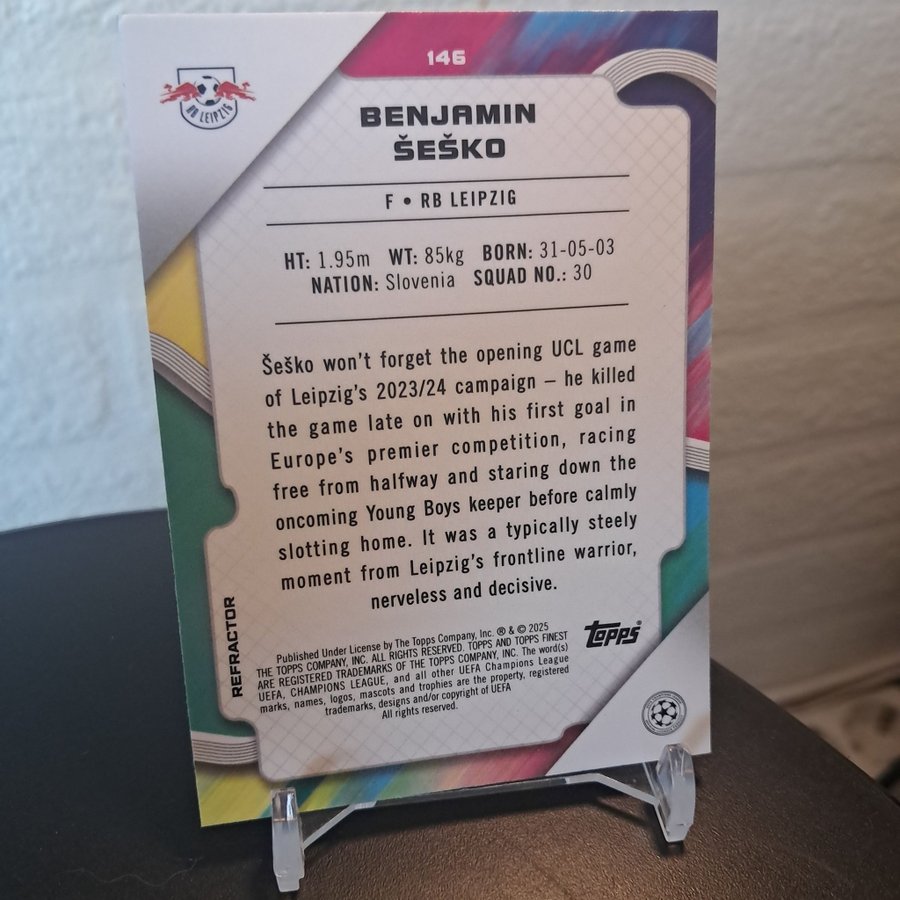 146
RB LEIPZIG
BENJAMIN
ŠEŠKO
F • RB LEIPZIG
HT: 1.95m WT: 85kg BORN: 31-05-03
NATION: Slovenia SQUAD NO.: 30
Šeško won't forget the opening UCL game
of Leipzig's 2023/24 campaign – he killed
the game late on with his first goal in
Europe's premier competition, racing
free from halfway and staring down the
oncoming Young Boys keeper before calmly
slotting home. It was a typically steely
moment from Leipzig's frontline warrior,
nerveless and decisive.
REFRACTOR
Published Under License by The Topps Company, Inc. ® & © 2025
THE TOPPS COMPANY, INC. ALL RIGHTS RESERVED. TOPPS AND TOPPS FINEST
ARE REGISTERED TRADEMARKS OF THE TOPPS COMPANY, INC. The word(s)
UEFA, CHAMPIONS LEAGUE, and all other UEFA Champions League
marks, names, logos, mascots and trophies are the property, registered
trademarks, designs and/or copyright of UEFA
All rights reserved.
Topps®